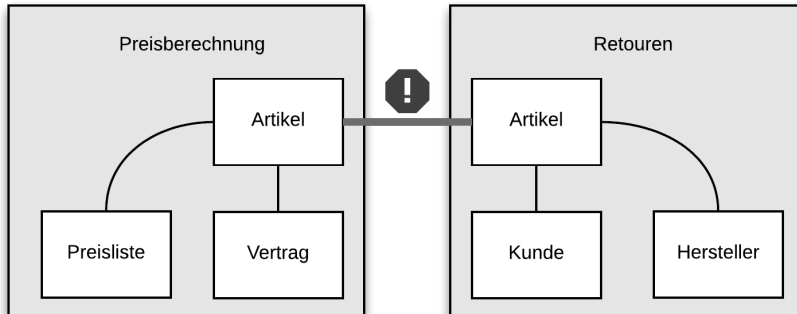 Preisberechnung
Retouren
!
Artikel
Artikel
Preisliste
Vertrag
Kunde
Hersteller